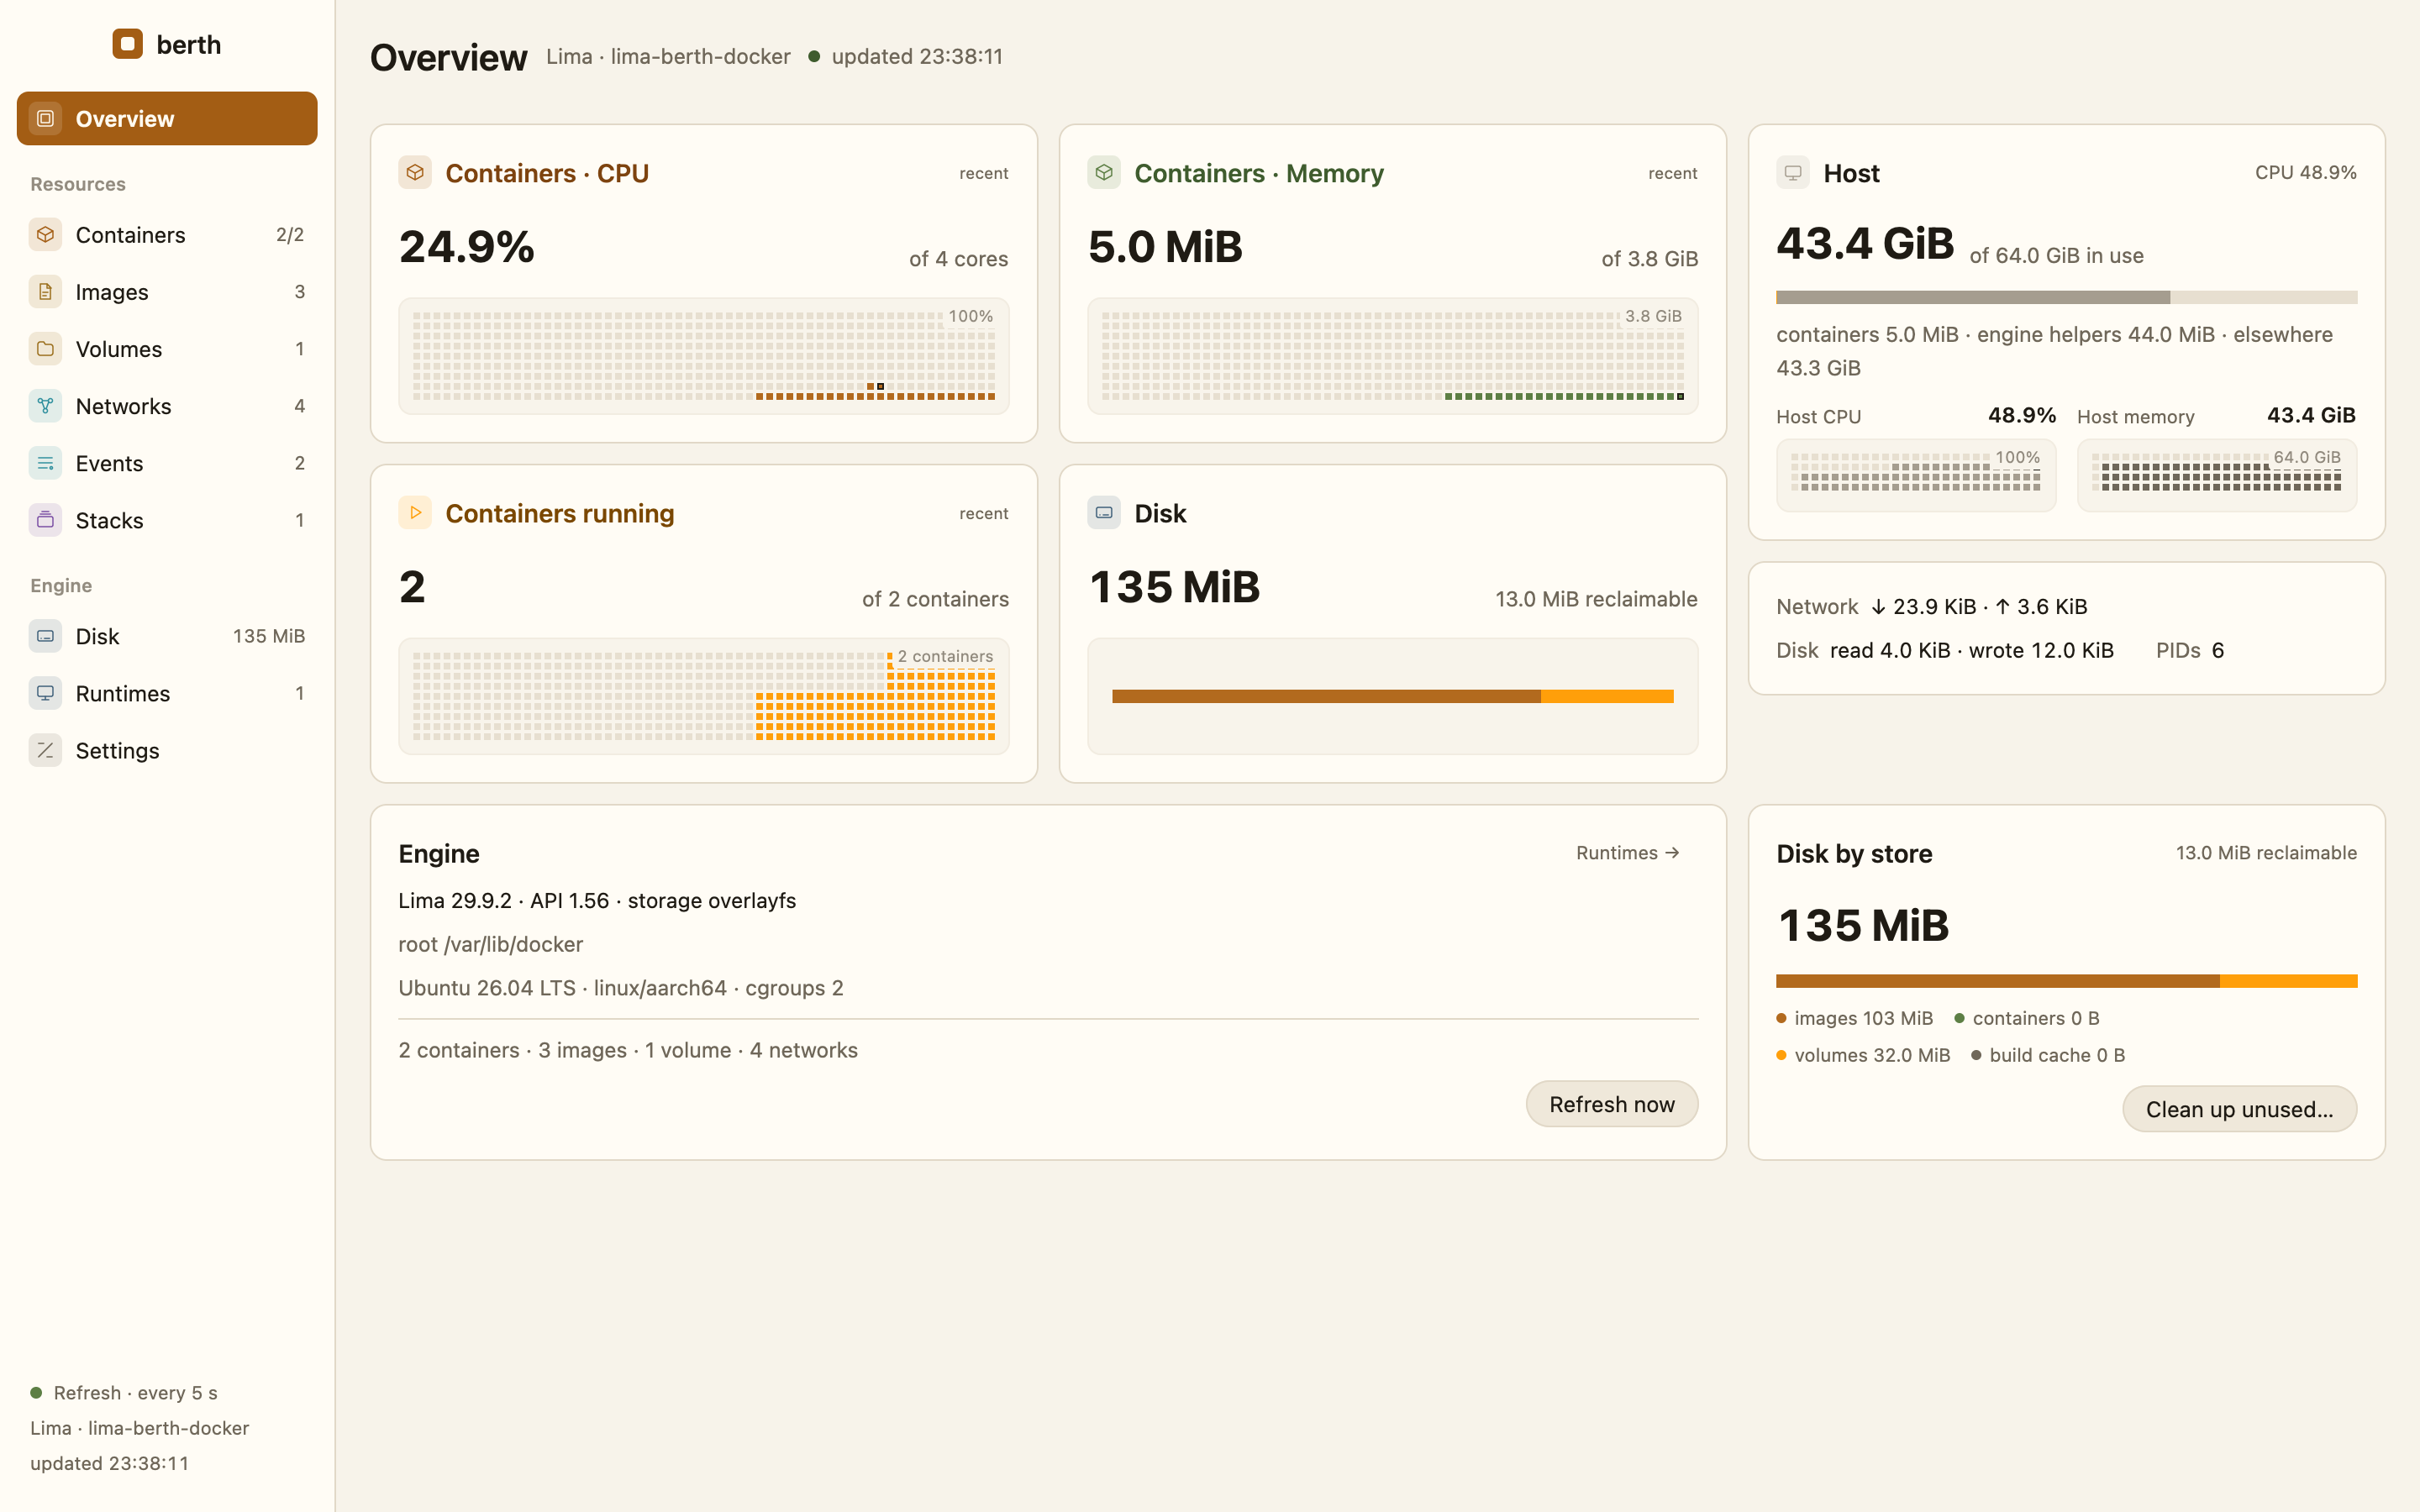 berth
Overview
Resources
Containers 2/2
Images 3
Volumes 1
Networks 4
Events 2
Stacks 1
Engine
Disk 135 MiB
Runtimes 1
Settings
Refresh · every 5 s
Lima · lima-berth-docker
updated 23:38:11
Overview Lima · lima-berth-docker updated 23:38:11
Containers · CPU recent
24.9% of 4 cores
100%
Containers · Memory recent
5.0 MiB of 3.8 GiB
3.8 GiB
Host CPU 48.9%
43.4 GiB of 64.0 GiB in use
containers 5.0 MiB · engine helpers 44.0 MiB · elsewhere
43.3 GiB
Host CPU 48.9% Host memory 43.4 GiB
100% 64.0 GiB
Containers running recent
2 of 2 containers
2 containers
Disk
135 MiB 13.0 MiB reclaimable
Network ↓ 23.9 KiB · ↑ 3.6 KiB
Disk read 4.0 KiB · wrote 12.0 KiB PIDs 6
Engine Runtimes →
Lima 29.9.2 · API 1.56 · storage overlayfs
root /var/lib/docker
Ubuntu 26.04 LTS · linux/aarch64 · cgroups 2
2 containers · 3 images · 1 volume · 4 networks
Refresh now
Disk by store 13.0 MiB reclaimable
135 MiB
images 103 MiB containers 0 B
volumes 32.0 MiB build cache 0 B
Clean up unused...